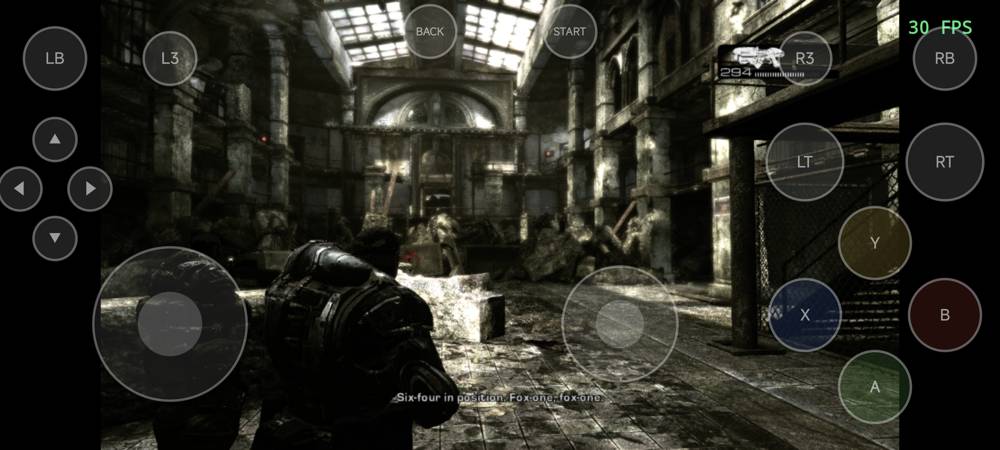 BACK
START
30 FPS
LB
L3
R3
RB
294
LT
RT
Y
X
B
A
Six-four in position. Fox-one, fox-one.